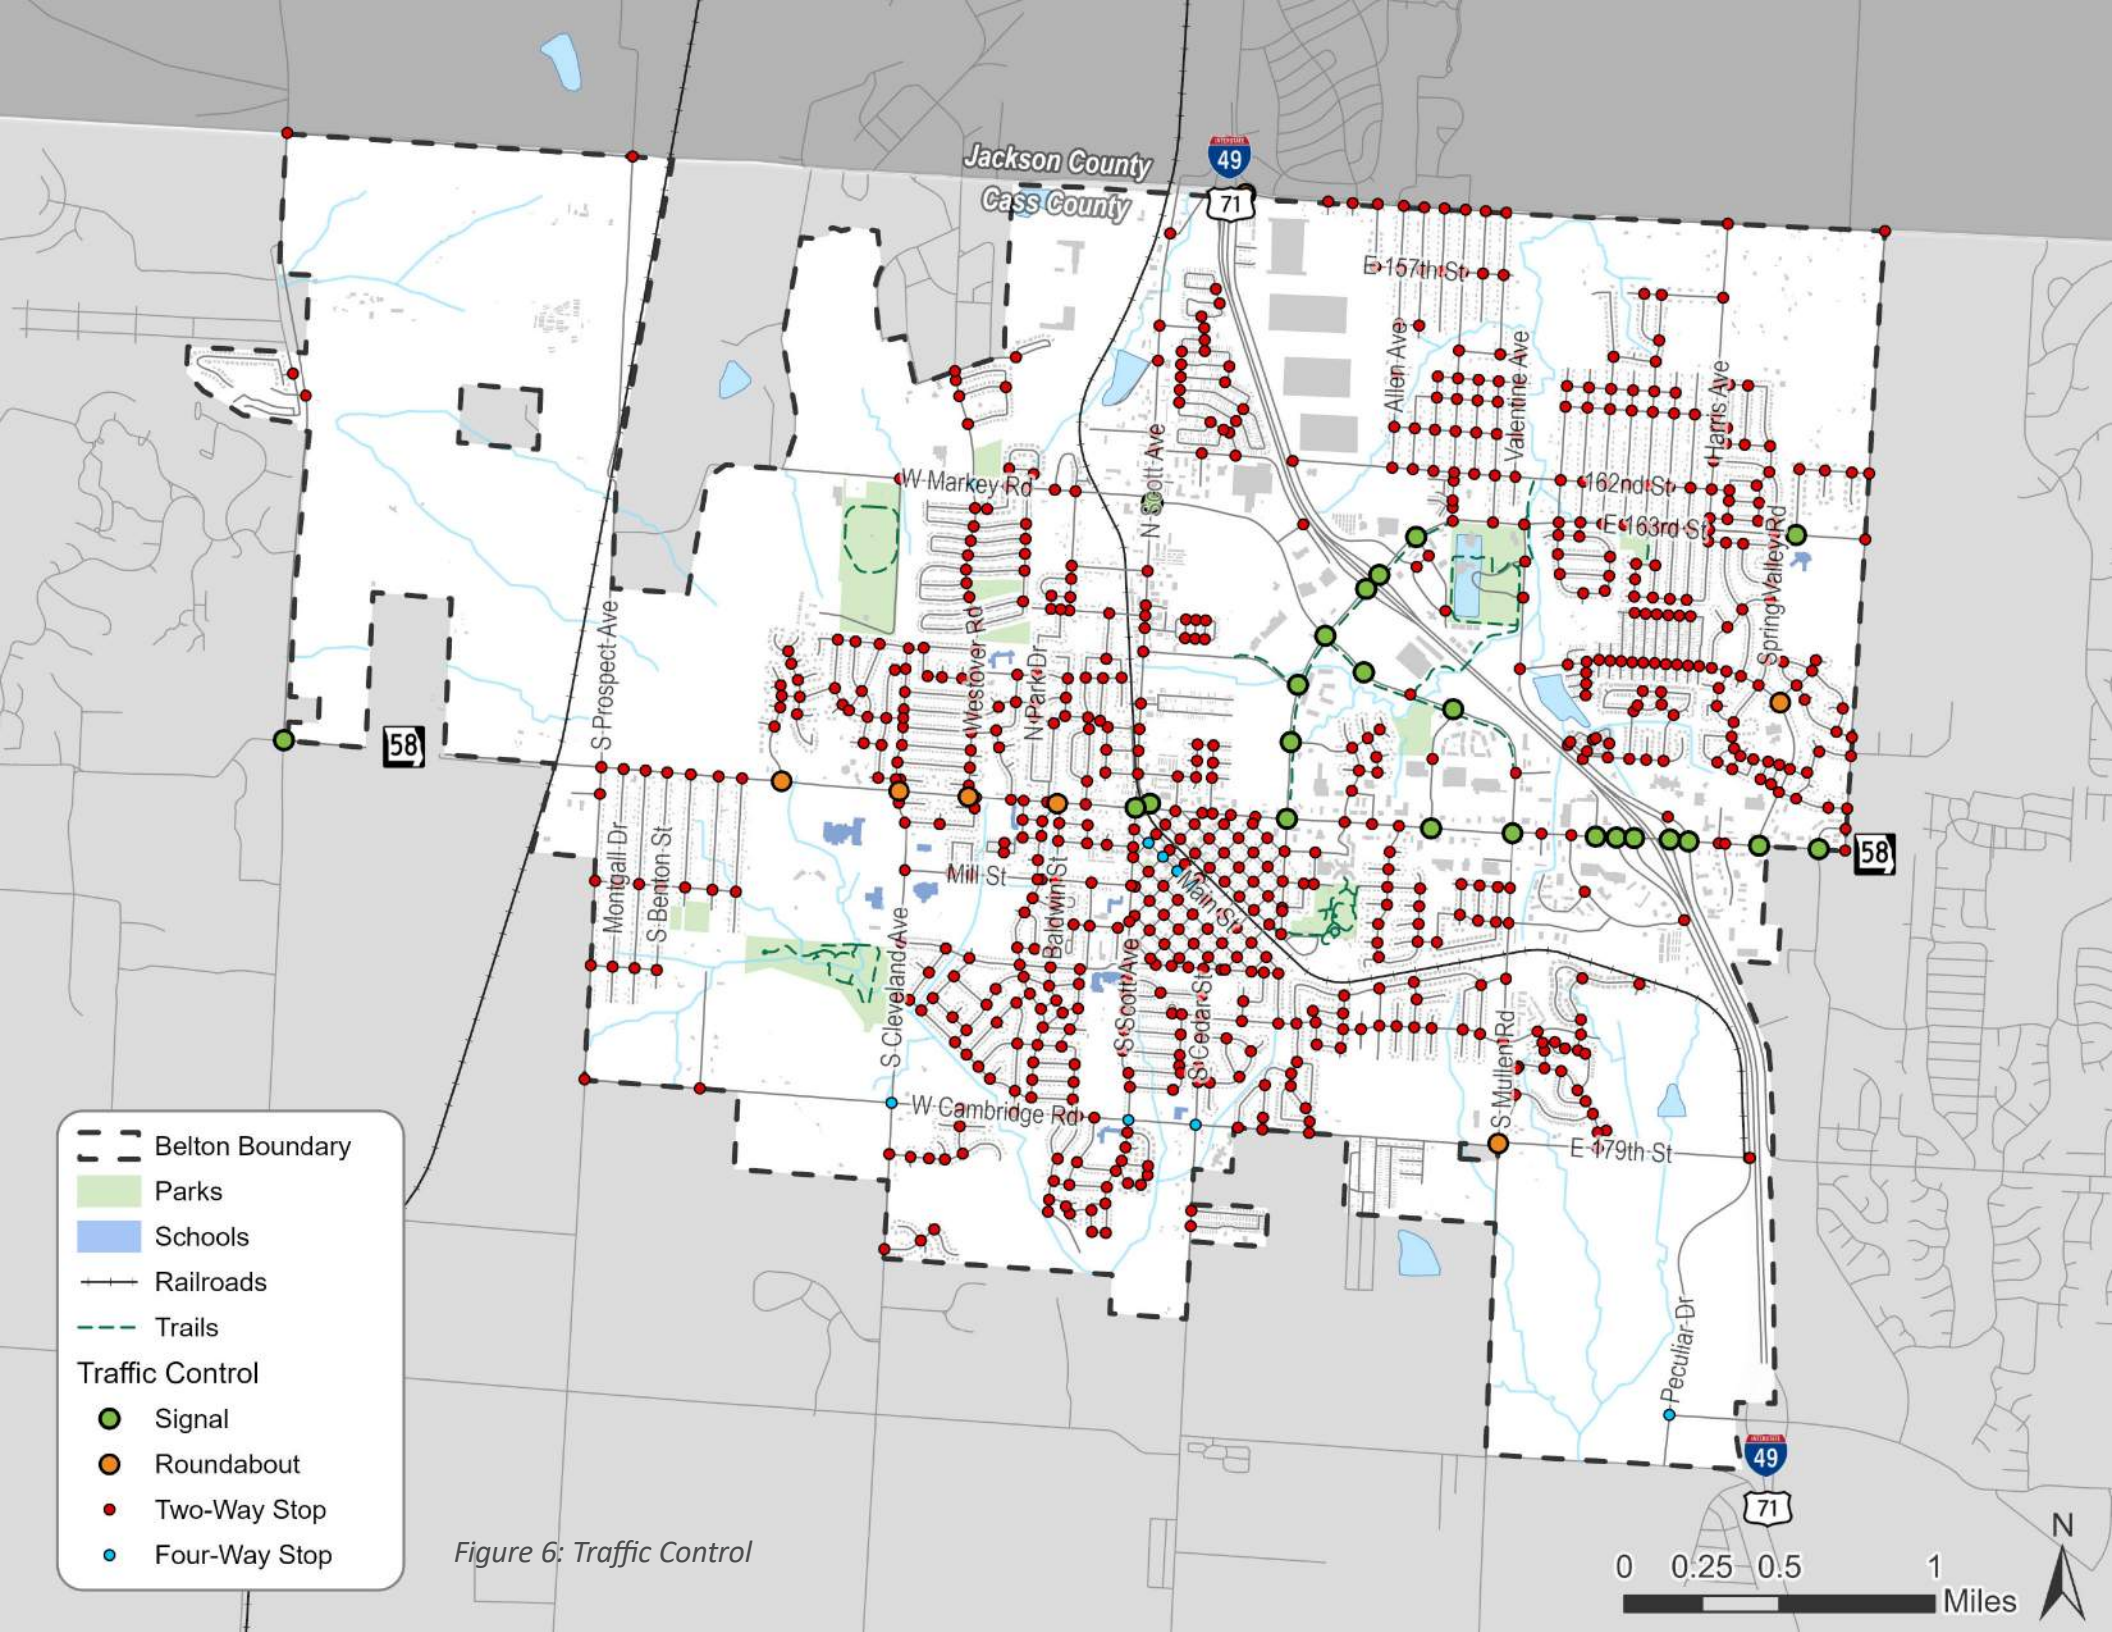 Jackson County
Cass County
INTERSTATE
49
71
E 157th St
Allen Ave
Valentine Ave
Harris Ave
N Scott Ave
W Markey Rd
162nd St
E 163rd St
Spring Valley Rd
S Prospect Ave
Westover Rd
N Park Dr
58
58
Montgall Dr
S Benton St
Mill St
Baldwin St
Main St
S Cleveland Ave
S Scott Ave
S Cedar St
S Mullen Rd
W Cambridge Rd
E 179th St
Peculiar Dr
INTERSTATE
49
71
Belton Boundary
Parks
Schools
Railroads
Trails
Traffic Control
Signal
Roundabout
Two-Way Stop
Four-Way Stop
Figure 6: Traffic Control
0 0.25 0.5 1
Miles
N